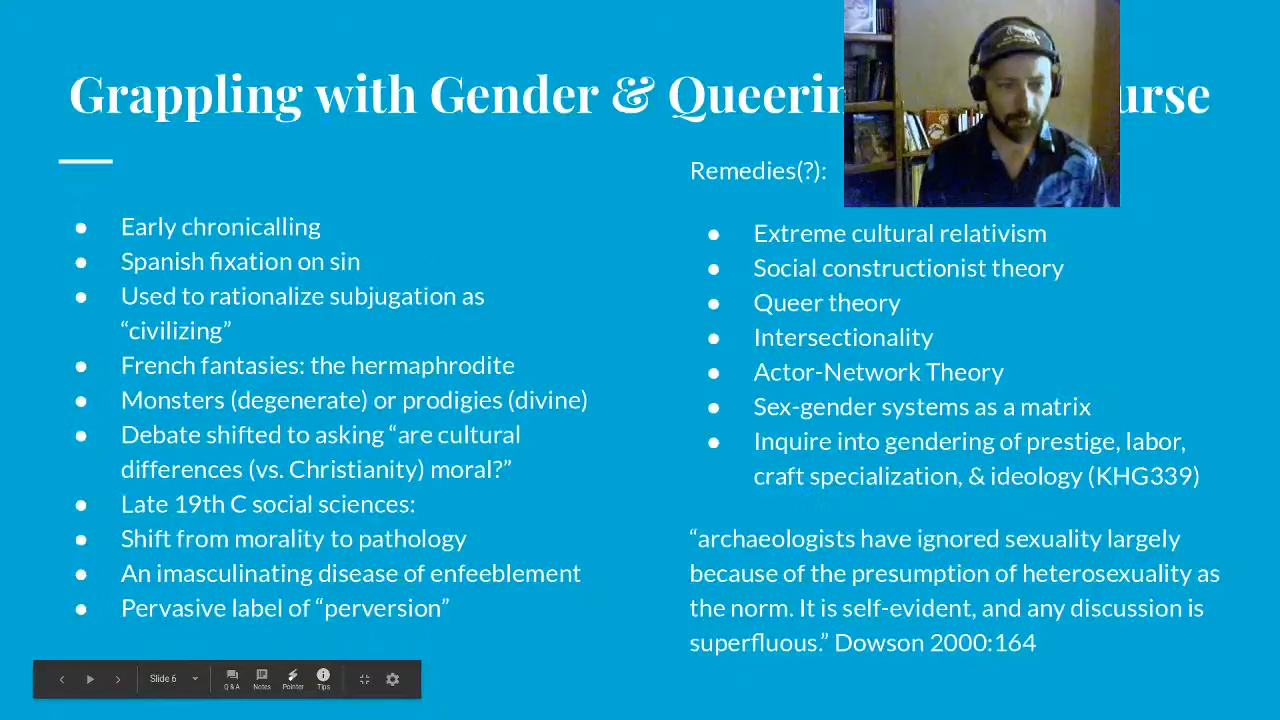 Grappling with Gender & Queerin urse
Early chronicalling
Spanish fixation on sin
Used to rationalize subjugation as
“civilizing”
French fantasies: the hermaphrodite
Monsters (degenerate) or prodigies (divine)
Debate shifted to asking “are cultural
differences (vs. Christianity) moral?”
Late 19th C social sciences:
Shift from morality to pathology
An imasculinating disease of enfeeblement
Pervasive label of “perversion”
Remedies(?):
Extreme cultural relativism
Social constructionist theory
Queer theory
Intersectionality
Actor-Network Theory
Sex-gender systems as a matrix
Inquire into gendering of prestige, labor,
craft specialization, & ideology (KHG339)
“archaeologists have ignored sexuality largely
because of the presumption of heterosexuality as
the norm. It is self-evident, and any discussion is
superfluous.” Dowson 2000:164
Slide 6
Q & A Notes Pointer Tips